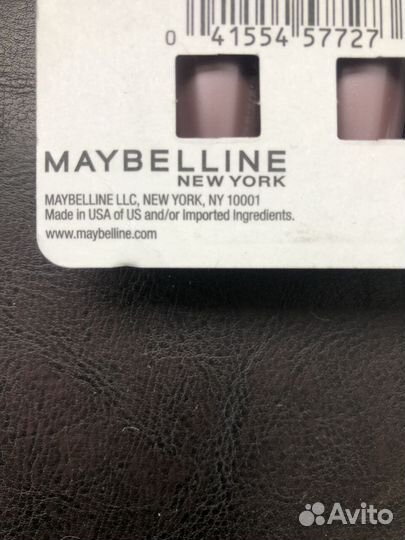 0 41554 57727
MAYBELLINE
NEW YORK
MAYBELLINE LLC, NEW YORK, NY 10001
Made in USA of US and/or Imported Ingredients.
www.maybelline.com
Avito